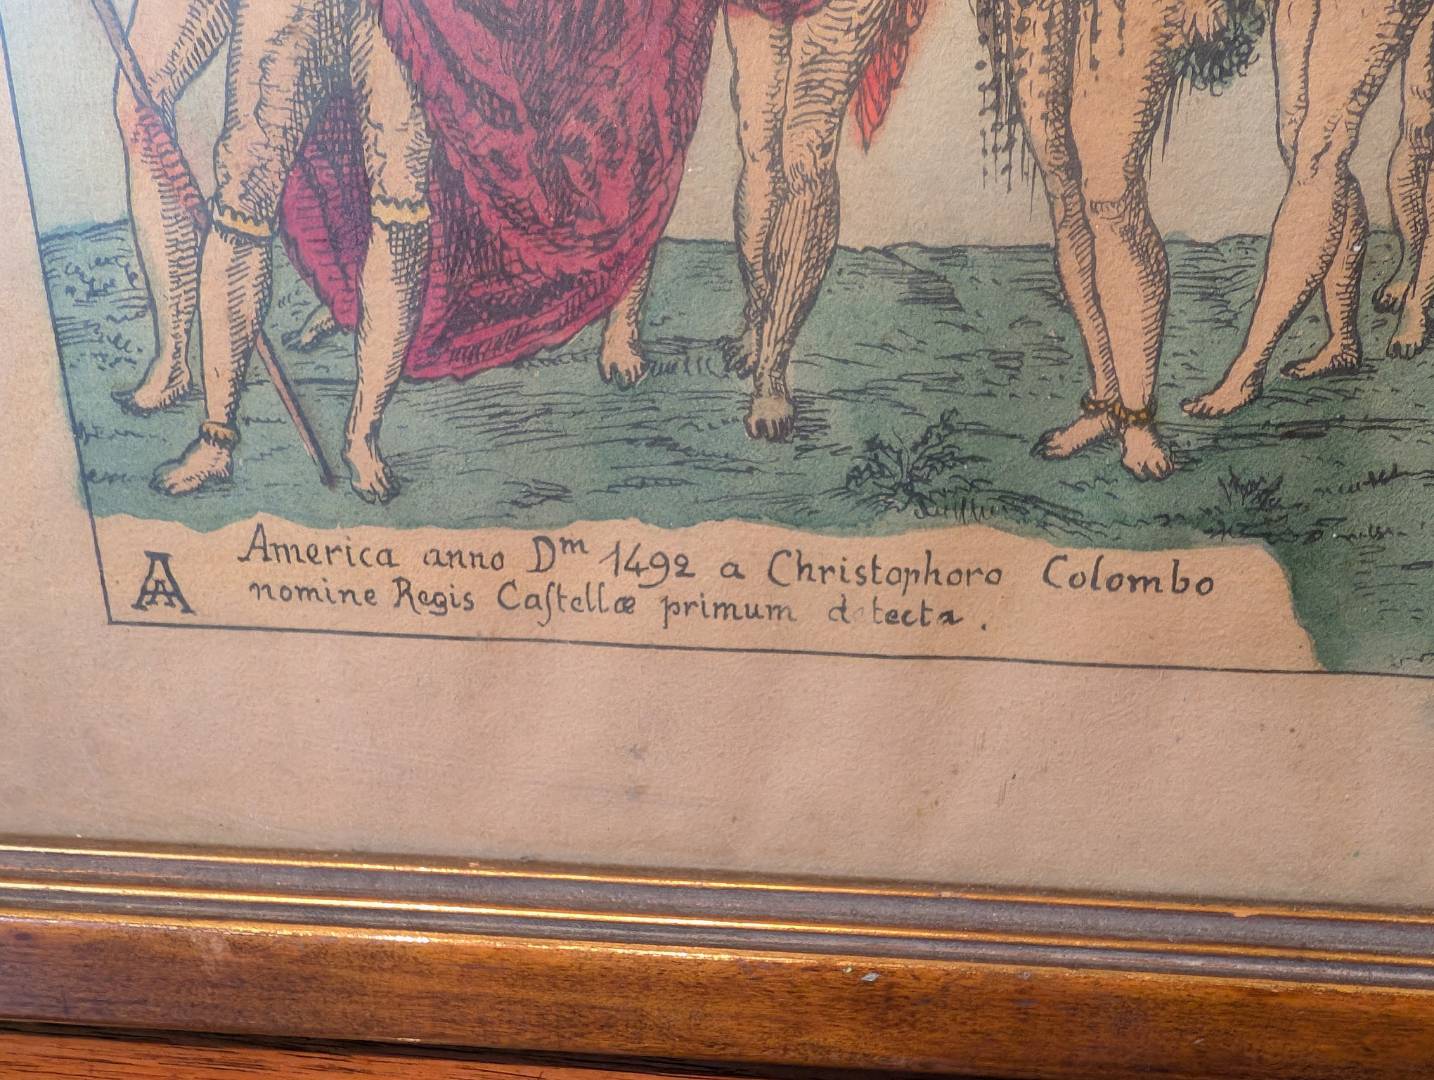 America anno Dm 1492 a Christophoro Colombo
nomine Regis Caſtellæ primum detecta.